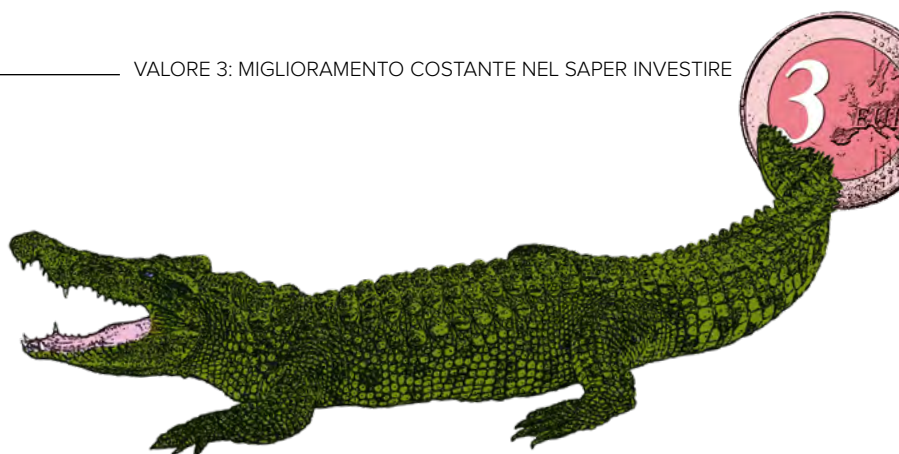 VALORE 3: MIGLIORAMENTO COSTANTE NEL SAPER INVESTIRE
3